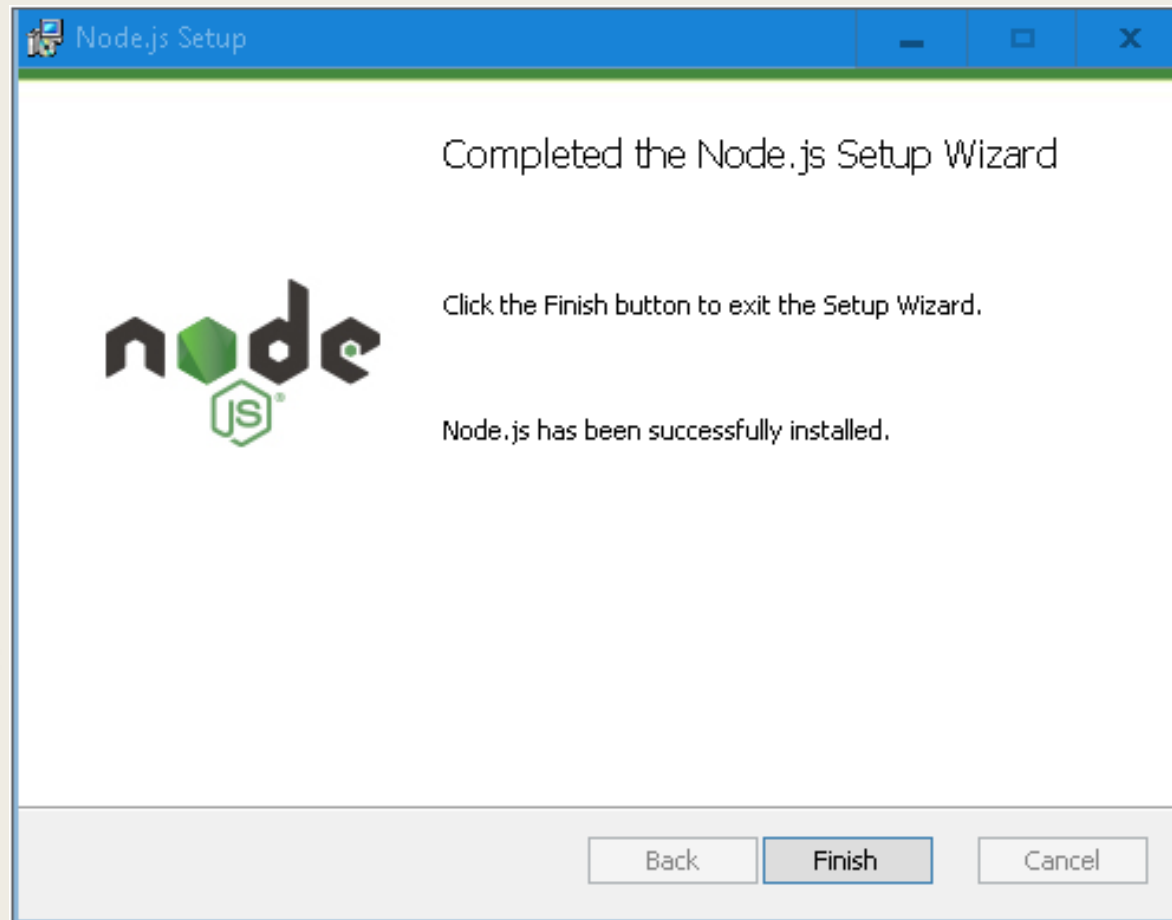 Node.js Setup
Completed the Node.js Setup Wizard
Click the Finish button to exit the Setup Wizard.
node
JS®
Node.js has been successfully installed.
Back Finish Cancel